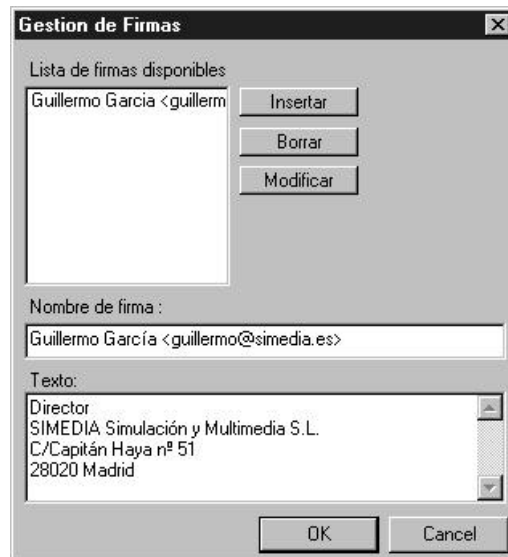 Gestion de Firmas
Lista de firmas disponibles
Guillermo Garcia <guillerm
Insertar
Borrar
Modificar
Nombre de firma :
Guillermo García <guillermo@simedia.es>
Texto:
Director
SIMEDIA Simulación y Multimedia S.L.
C/Capitán Haya nº 51
28020 Madrid
OK
Cancel